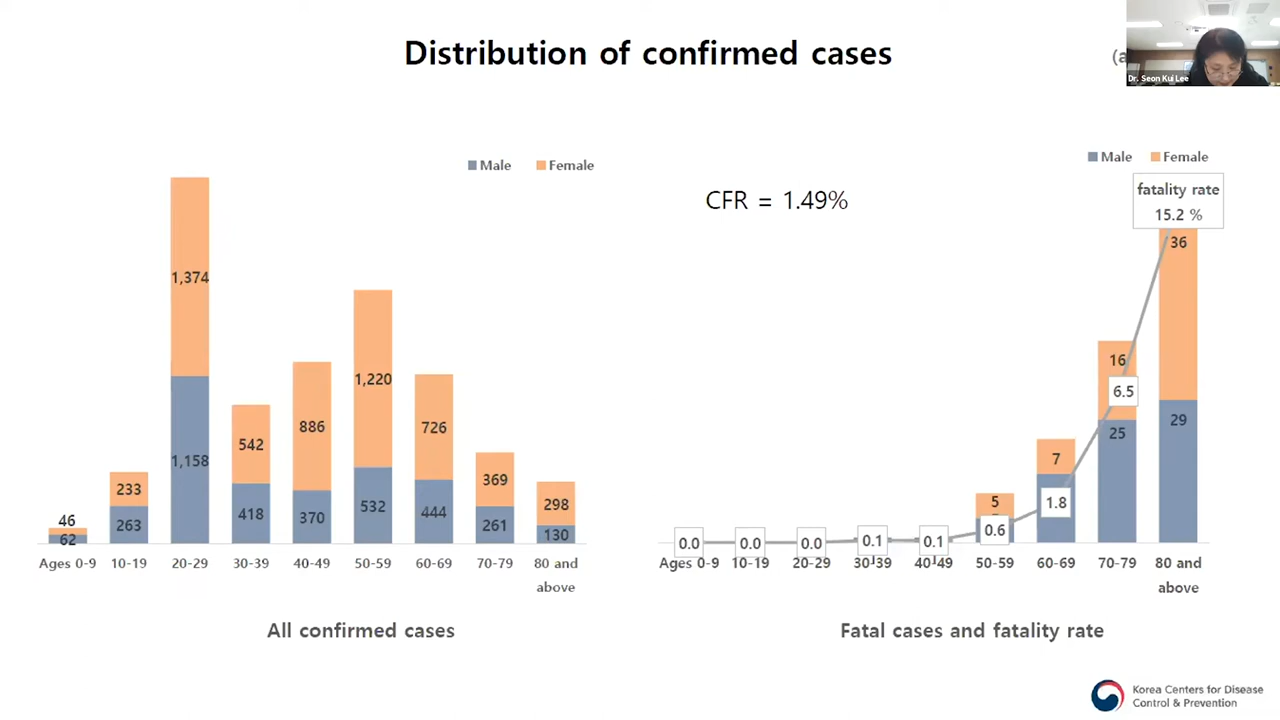 Distribution of confirmed cases
(a
Dr. Seon Kui Lee
Male Female
1,374
1,158
233
263
46
62
542
418
886
370
1,220
532
726
444
369
261
298
130
Ages 0-9 10-19 20-29 30-39 40-49 50-59 60-69 70-79 80 and
above
All confirmed cases
CFR = 1.49%
Male Female
fatality rate
15.2 %
36
29
16
6.5
25
7
1.8
5
0.6
0.0 0.0 0.0 0.1 0.1
Ages 0-9 10-19 20-29 30-39 40-49 50-59 60-69 70-79 80 and
above
Fatal cases and fatality rate
Korea Centers for Disease
Control & Prevention